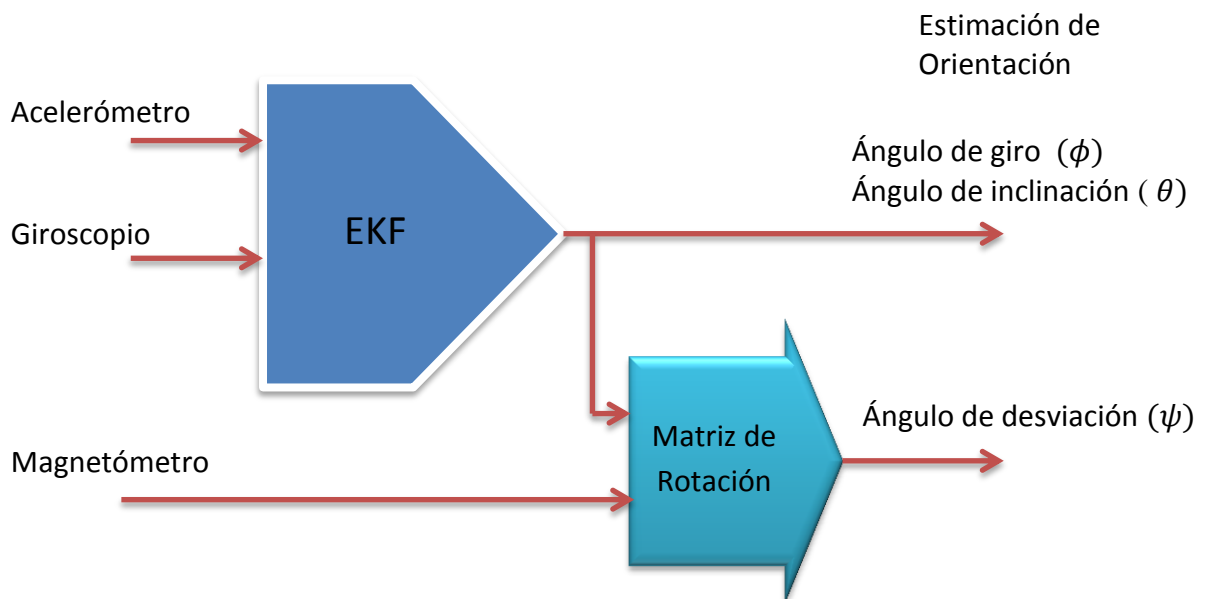 Estimación de
Orientación
Acelerómetro
Ángulo de giro (ϕ)
Ángulo de inclinación ( θ)
Giroscopio
EKF
Ángulo de desviación (ψ)
Matriz de
Rotación
Magnetómetro